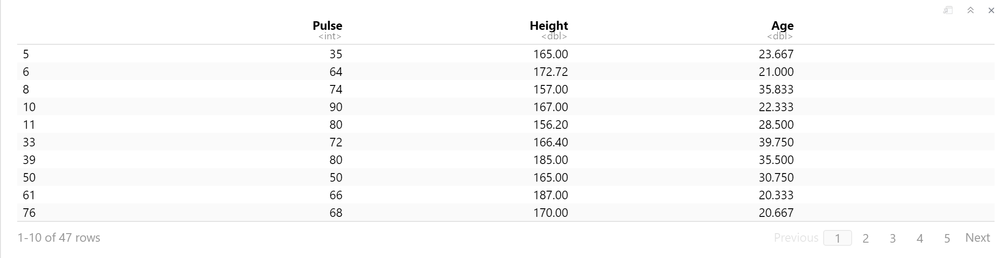 Pulse Height Age
<int> <dbl> <dbl>
5 35 165.00 23.667
6 64 172.72 21.000
8 74 157.00 35.833
10 90 167.00 22.333
11 80 156.20 28.500
33 72 166.40 39.750
39 80 185.00 35.500
50 50 165.00 30.750
61 66 187.00 20.333
76 68 170.00 20.667
1-10 of 47 rows Previous 1 2 3 4 5 Next